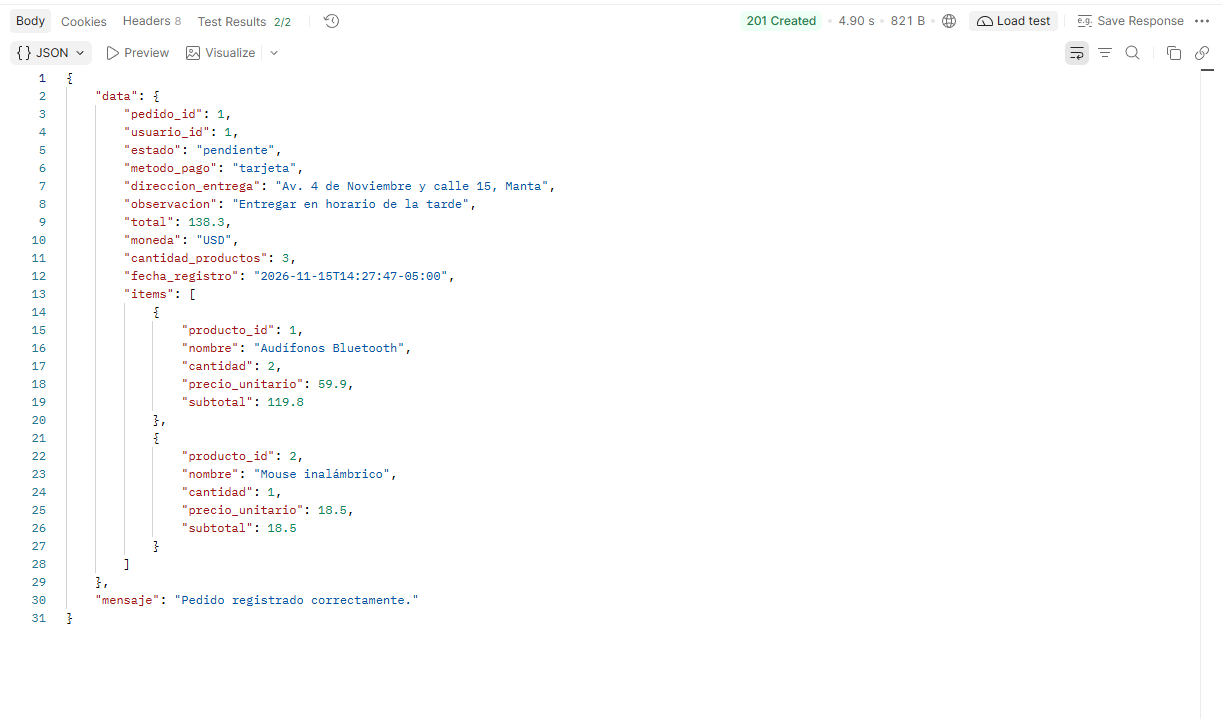 Body Cookies Headers 8 Test Results 2/2 201 Created • 4.90 s • 821 B • Load test e.g. Save Response
{} JSON Preview Visualize
1 {
2 "data": {
3 "pedido_id": 1,
4 "usuario_id": 1,
5 "estado": "pendiente",
6 "metodo_pago": "tarjeta",
7 "direccion_entrega": "Av. 4 de Noviembre y calle 15, Manta",
8 "observacion": "Entregar en horario de la tarde",
9 "total": 138.3,
10 "moneda": "USD",
11 "cantidad_productos": 3,
12 "fecha_registro": "2026-11-15T14:27:47-05:00",
13 "items": [
14 {
15 "producto_id": 1,
16 "nombre": "Audífonos Bluetooth",
17 "cantidad": 2,
18 "precio_unitario": 59.9,
19 "subtotal": 119.8
20 },
21 {
22 "producto_id": 2,
23 "nombre": "Mouse inalámbrico",
24 "cantidad": 1,
25 "precio_unitario": 18.5,
26 "subtotal": 18.5
27 }
28 ]
29 },
30 "mensaje": "Pedido registrado correctamente."
31 }